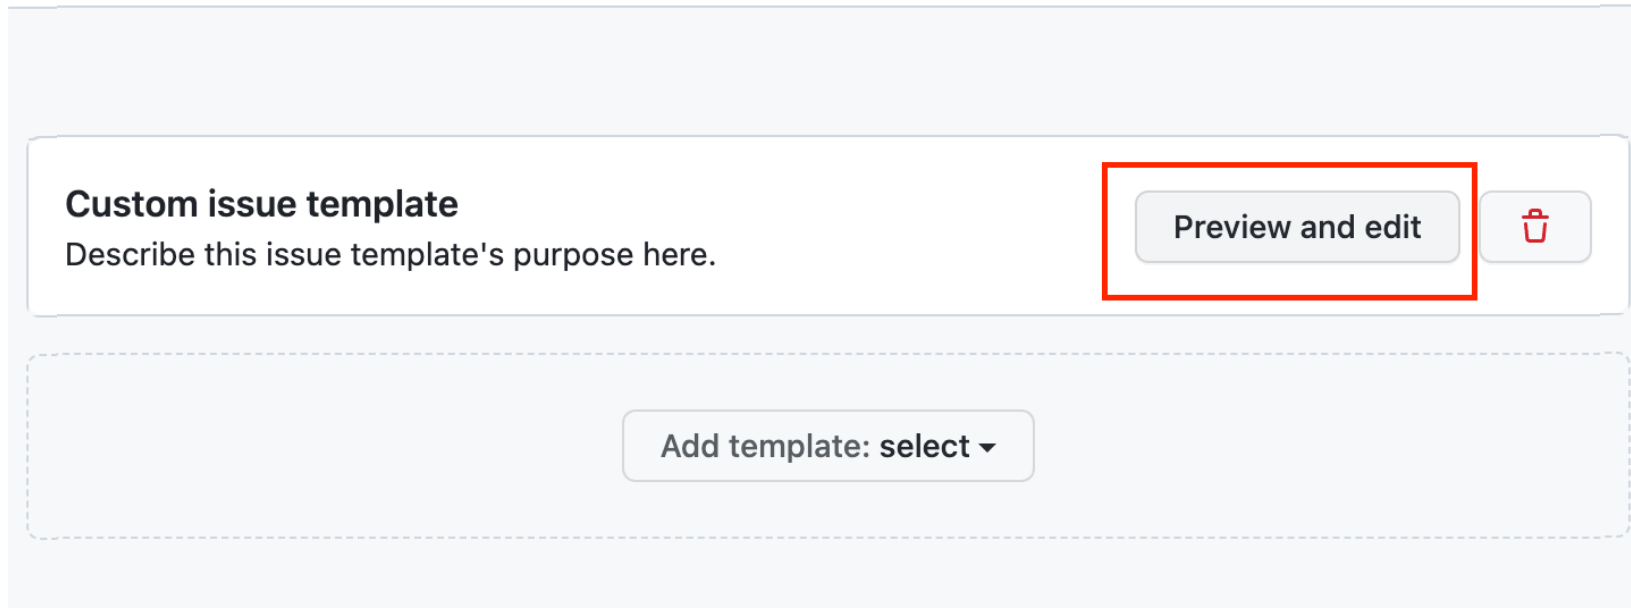 Custom issue template
Describe this issue template's purpose here.
Preview and edit
Add template: select